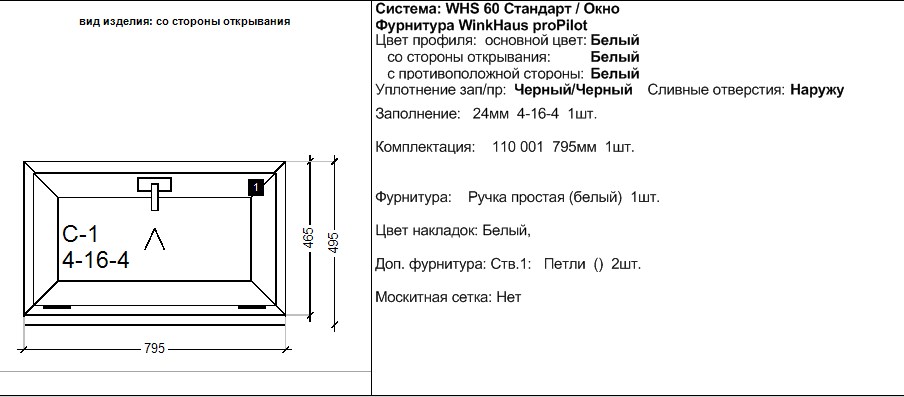 вид изделия: со стороны открывания
1
С-1
4-16-4
465
495
795
Система: WHS 60 Стандарт / Окно
Фурнитура WinkHaus proPilot
Цвет профиля: основной цвет: Белый
со стороны открывания: Белый
с противоположной стороны: Белый
Уплотнение зап/пр: Черный/Черный Сливные отверстия: Наружу
Заполнение: 24мм 4-16-4 1шт.
Комплектация: 110 001 795мм 1шт.
Фурнитура: Ручка простая (белый) 1шт.
Цвет накладок: Белый,
Доп. фурнитура: Ств.1: Петли () 2шт.
Москитная сетка: Нет